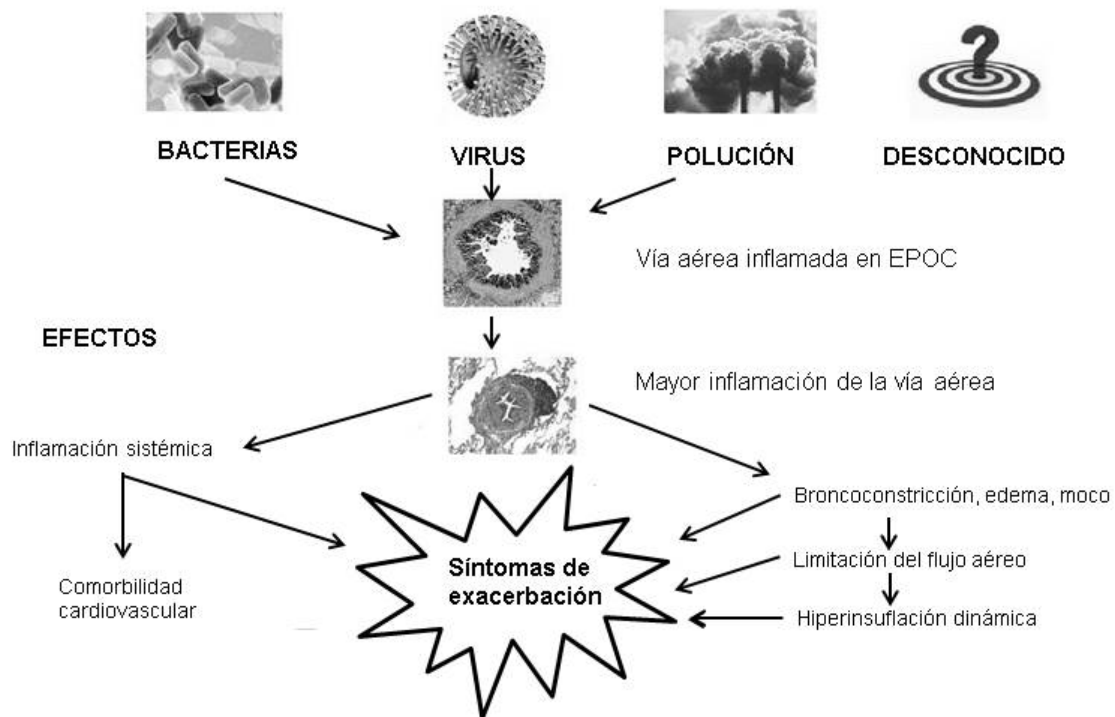 BACTERIAS
VIRUS
POLUCIÓN
DESCONOCIDO
Vía aérea inflamada en EPOC
EFECTOS
Mayor inflamación de la vía aérea
Inflamación sistémica
Broncoconstricción, edema, moco
Síntomas de
exacerbación
Limitación del flujo aéreo
Comorbilidad
cardiovascular
Hiperinsuflación dinámica